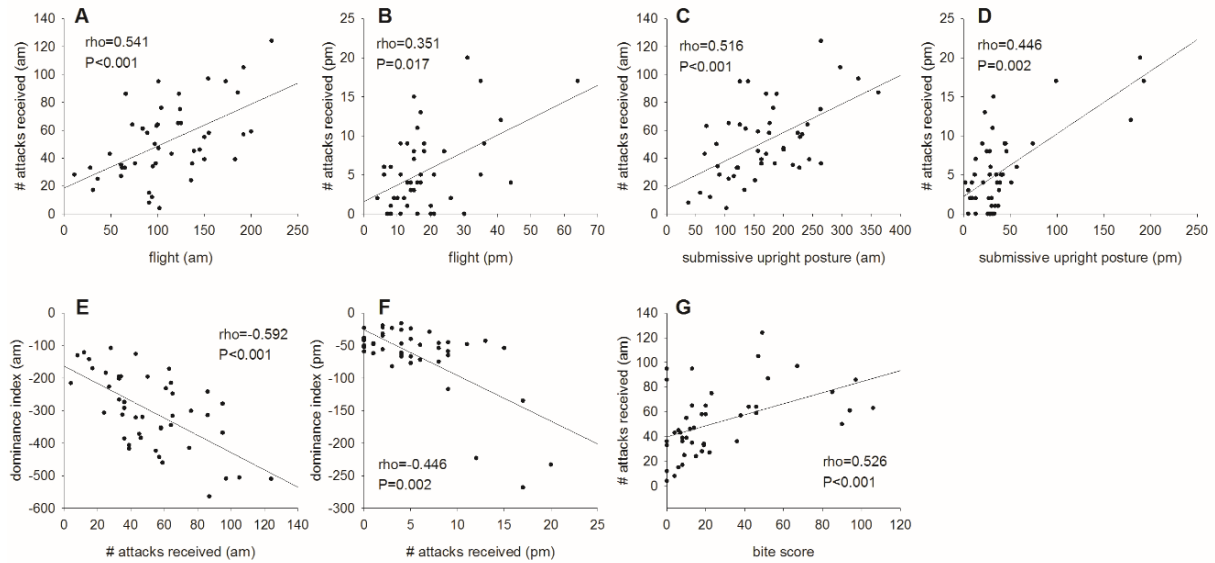 A
rho=0.541
P<0.001
# attacks received (am)
140
120
100
80
60
40
20
0
0 50 100 150 200 250
flight (am)
B
rho=0.351
P=0.017
# attacks received (pm)
25
20
15
10
5
0
0 10 20 30 40 50 60 70
flight (pm)
C
rho=0.516
P<0.001
# attacks received (am)
140
120
100
80
60
40
20
0
0 100 200 300 400
submissive upright posture (am)
D
rho=0.446
P=0.002
# attacks received (pm)
25
20
15
10
5
0
0 50 100 150 200 250
submissive upright posture (pm)
E
rho=-0.592
P<0.001
dominance index (am)
0
-100
-200
-300
-400
-500
-600
0 20 40 60 80 100 120 140
# attacks received (am)
F
rho=-0.446
P=0.002
dominance index (pm)
0
-50
-100
-150
-200
-250
-300
0 5 10 15 20 25
# attacks received (pm)
G
rho=0.526
P<0.001
# attacks received (am)
140
120
100
80
60
40
20
0
-20
-40
0 20 40 60 80 100 120
bite score